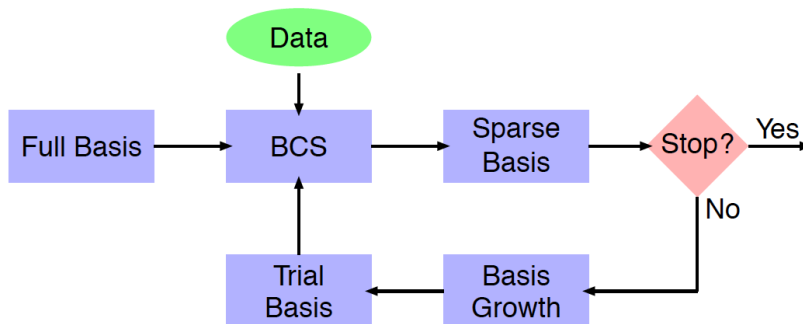 Data
Full Basis
BCS
Sparse
Basis
Stop?
Yes
No
Trial
Basis
Basis
Growth